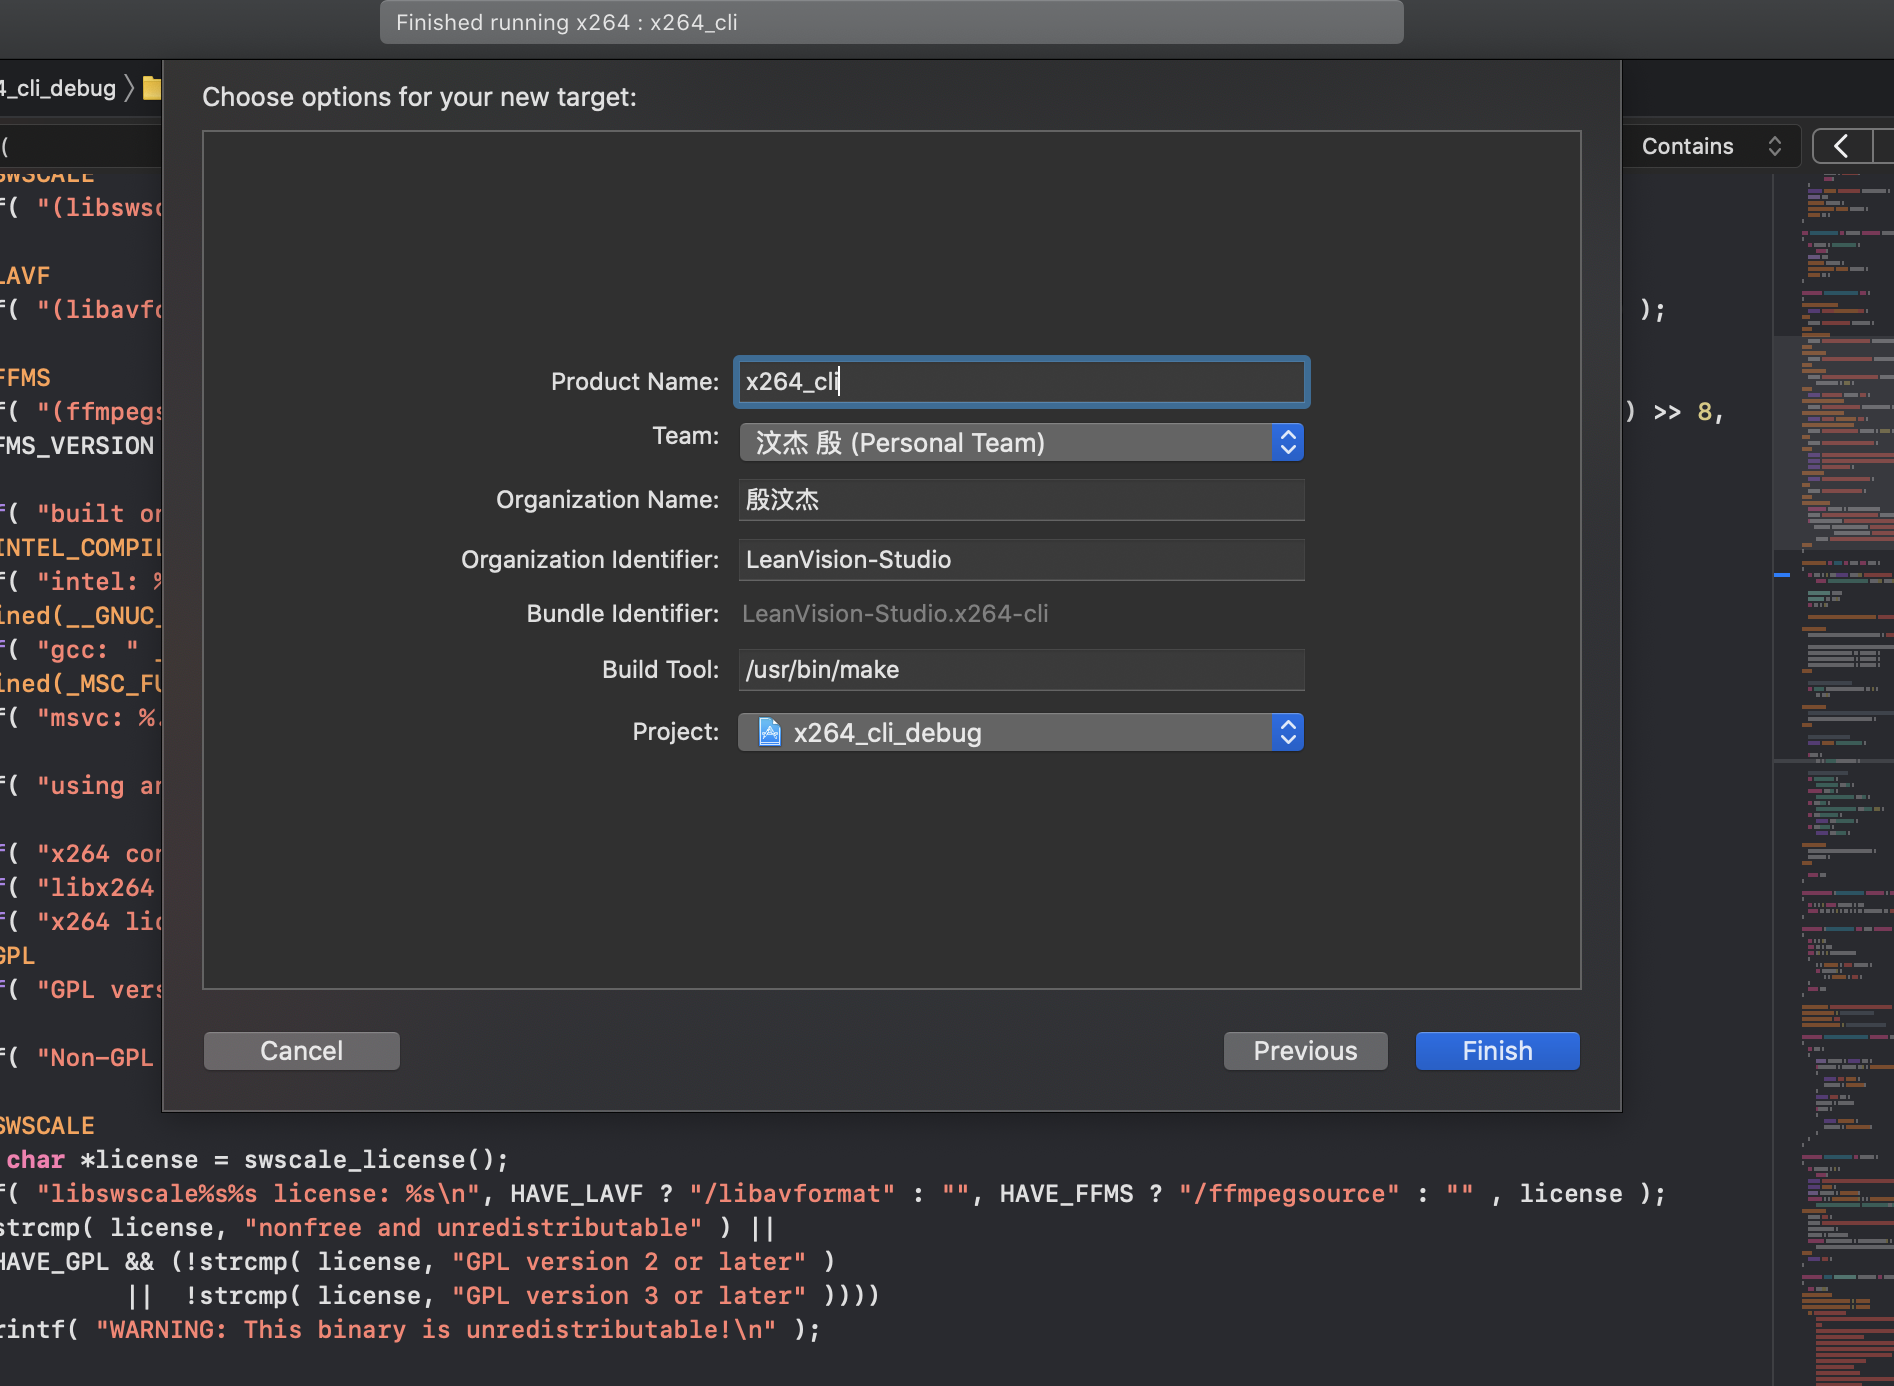 Finished running x264 : x264_cli
4_cli_debug
Choose options for your new target:
(
Contains
SWSCALE
f( "(libswsc
LAVF
f( "(libavfo
);
Product Name: x264_cli
FFMS
f( "(ffmpegs
) >> 8,
Team: 汶杰 殷 (Personal Team)
FMS_VERSION
Organization Name: 殷汶杰
f( "built on
INTEL_COMPIL
Organization Identifier: LeanVision-Studio
f( "intel: %
ined(__GNUC_
Bundle Identifier: LeanVision-Studio.x264-cli
f( "gcc: " _
Build Tool: /usr/bin/make
ined(_MSC_FU
f( "msvc: %.
Project: x264_cli_debug
f( "using an
f( "x264 con
f( "libx264
f( "x264 lic
GPL
f( "GPL vers
f( "Non-GPL
Cancel
Previous
Finish
SWSCALE
char *license = swscale_license();
f( "libswscale%s%s license: %s\n", HAVE_LAVF ? "/libavformat" : "", HAVE_FFMS ? "/ffmpegsource" : "" , license );
strcmp( license, "nonfree and unredistributable" ) ||
HAVE_GPL && (!strcmp( license, "GPL version 2 or later" )
|| !strcmp( license, "GPL version 3 or later" ))))
rintf( "WARNING: This binary is unredistributable!\n" );